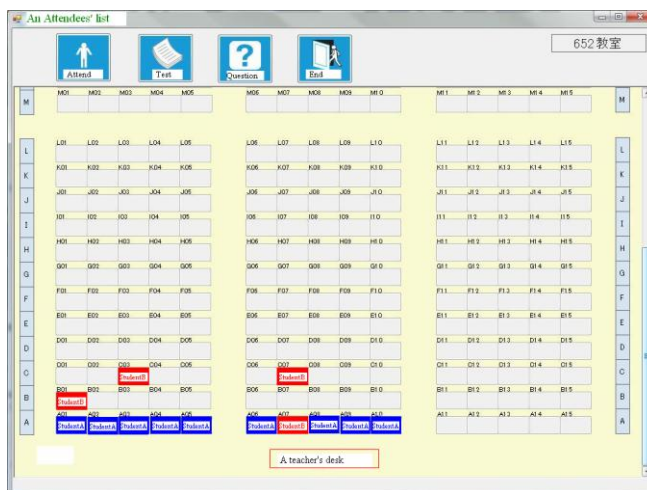 An Attendees' list
652教室
Attend Test Question End
M01 M02 M03 M04 M05 M06 M07 M08 M09 M10 M11 M12 M13 M14 M15
M M
L01 L02 L03 L04 L05 L06 L07 L08 L09 L10 L11 L12 L13 L14 L15
L L
K01 K02 K03 K04 K05 K06 K07 K08 K09 K10 K11 K12 K13 K14 K15
K K
J01 J02 J03 J04 J05 J06 J07 J08 J09 J10 J11 J12 J13 J14 J15
J J
I01 I02 I03 I04 I05 I06 I07 I08 I09 I10 I11 I12 I13 I14 I15
I I
H01 H02 H03 H04 H05 H06 H07 H08 H09 H10 H11 H12 H13 H14 H15
H H
G01 G02 G03 G04 G05 G06 G07 G08 G09 G10 G11 G12 G13 G14 G15
G G
F01 F02 F03 F04 F05 F06 F07 F08 F09 F10 F11 F12 F13 F14 F15
F F
E01 E02 E03 E04 E05 E06 E07 E08 E09 E10 E11 E12 E13 E14 E15
E E
D01 D02 D03 D04 D05 D06 D07 D08 D09 D10 D11 D12 D13 D14 D15
D D
C01 C02 C03 C04 C05 C06 C07 C08 C09 C10 C11 C12 C13 C14 C15
C StudentB StudentB C
B01 B02 B03 B04 B05 B06 B07 B08 B09 B10 B11 B12 B13 B14 B15
B StudentB B
A01 A02 A03 A04 A05 A06 A07 A08 A09 A10 A11 A12 A13 A14 A15
A StudentA StudentA StudentA StudentA StudentA StudentA StudentB StudentA StudentA StudentA A
A teacher's desk